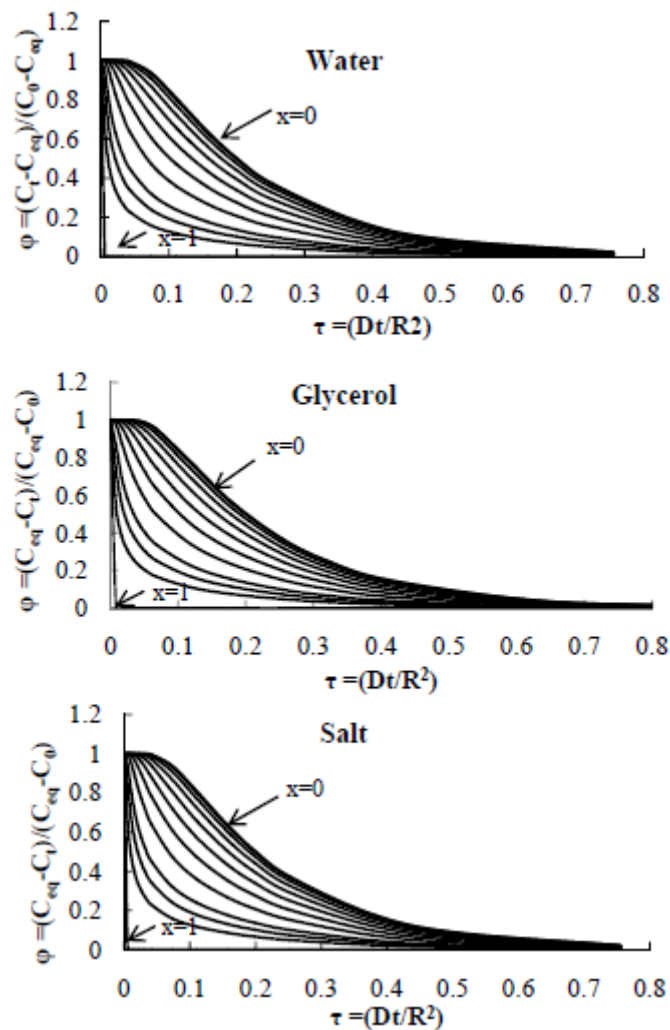 Water
φ =(Cₜ-Cₑq)/(C₀-Cₑq)
1.2
1
0.8
0.6
0.4
0.2
0
x=0
x=1
0 0.1 0.2 0.3 0.4 0.5 0.6 0.7 0.8
τ =(Dt/R2)
Glycerol
φ =(Cₑq-Cₜ)/(Cₑq-C₀)
1.2
1
0.8
0.6
0.4
0.2
0
x=0
x=1
0 0.1 0.2 0.3 0.4 0.5 0.6 0.7 0.8
τ =(Dt/R²)
Salt
φ =(Cₑq-Cₜ)/(Cₑq-C₀)
1.2
1
0.8
0.6
0.4
0.2
0
x=0
x=1
0 0.1 0.2 0.3 0.4 0.5 0.6 0.7 0.8
τ =(Dt/R²)